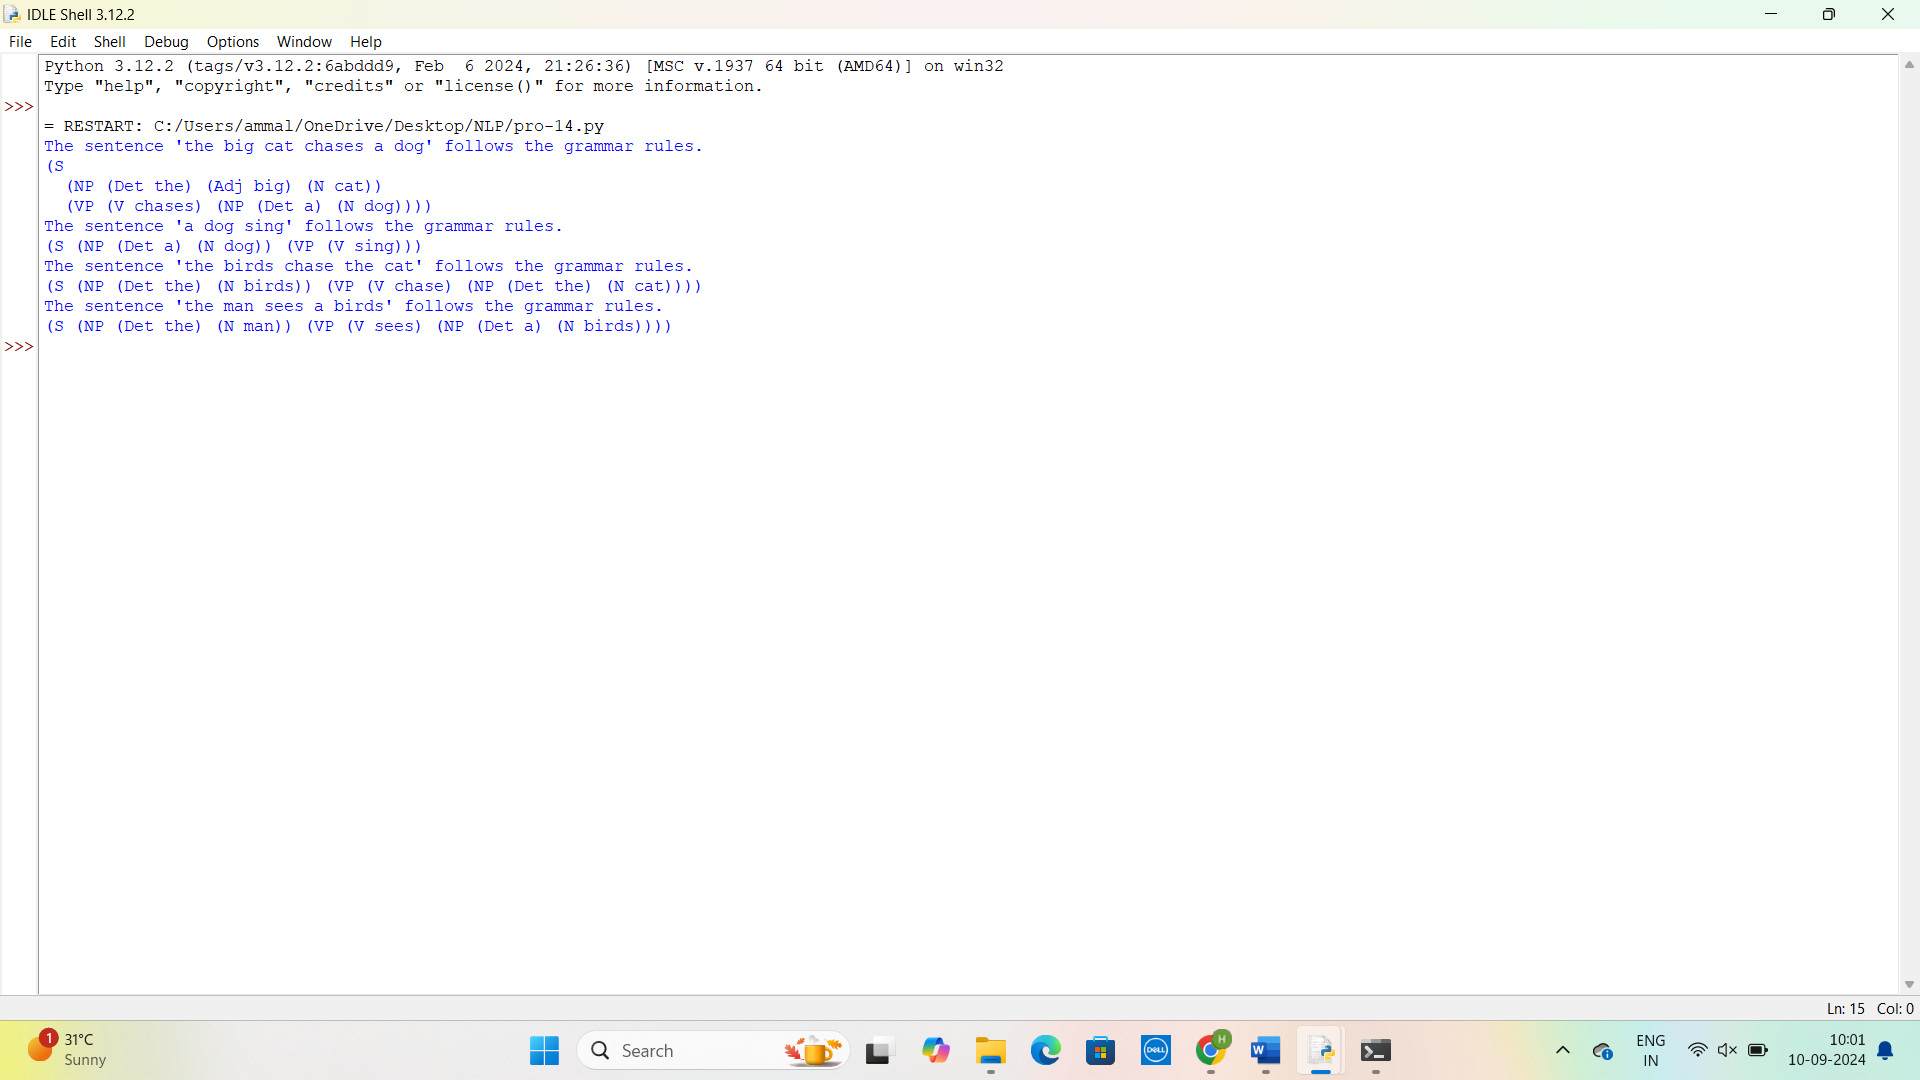 IDLE Shell 3.12.2
File Edit Shell Debug Options Window Help
Python 3.12.2 (tags/v3.12.2:6abddd9, Feb  6 2024, 21:26:36) [MSC v.1937 64 bit (AMD64)] on win32
Type "help", "copyright", "credits" or "license()" for more information.
>>>
= RESTART: C:/Users/ammal/OneDrive/Desktop/NLP/pro-14.py
The sentence 'the big cat chases a dog' follows the grammar rules.
(S
  (NP (Det the) (Adj big) (N cat))
  (VP (V chases) (NP (Det a) (N dog))))
The sentence 'a dog sing' follows the grammar rules.
(S (NP (Det a) (N dog)) (VP (V sing)))
The sentence 'the birds chase the cat' follows the grammar rules.
(S (NP (Det the) (N birds)) (VP (V chase) (NP (Det the) (N cat))))
The sentence 'the man sees a birds' follows the grammar rules.
(S (NP (Det the) (N man)) (VP (V sees) (NP (Det a) (N birds))))
>>>
Ln: 15 Col: 0
1
31°C
Sunny
Search
DELL
H
W
ENG
IN
10:01
10-09-2024